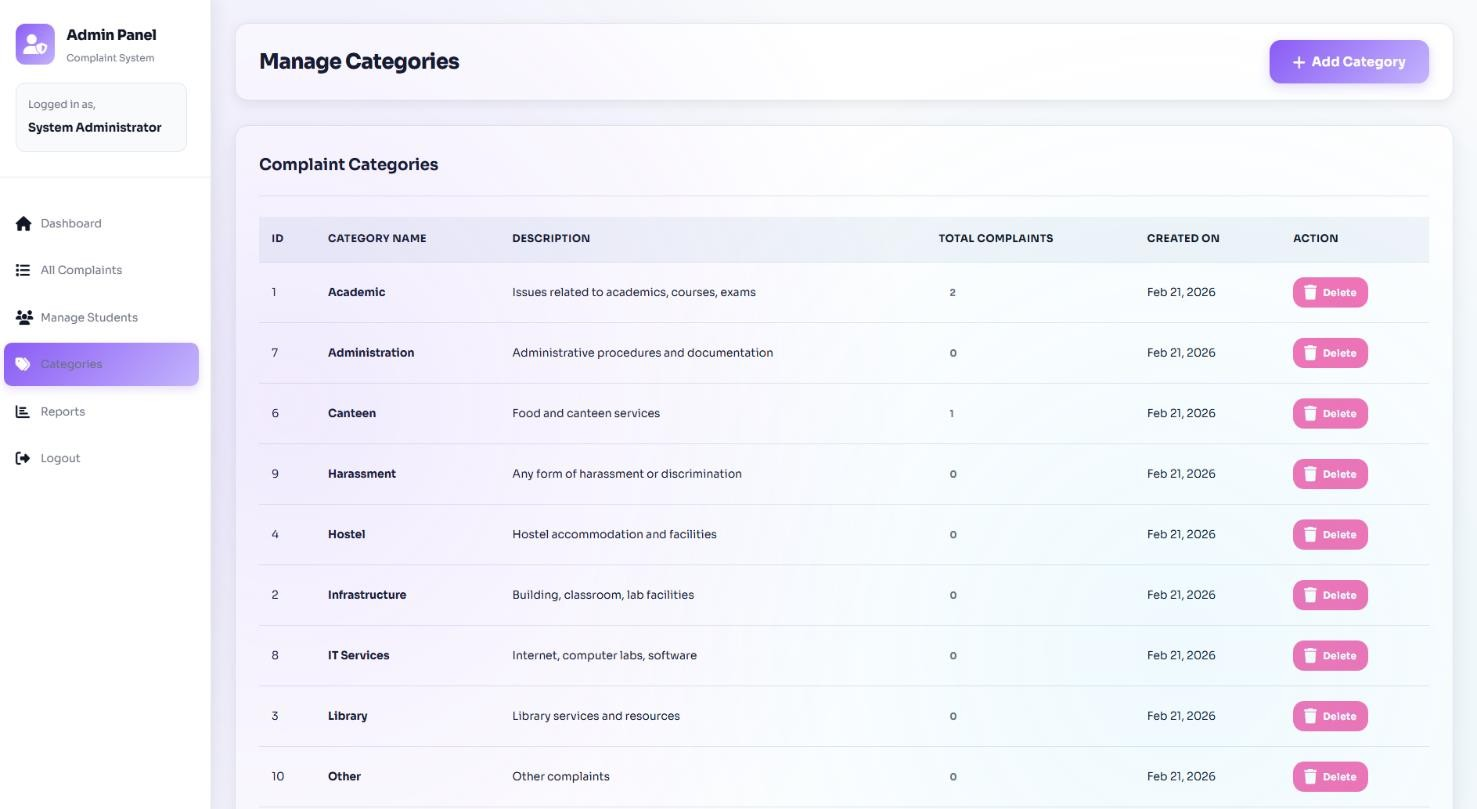 Admin Panel
Complaint System
Logged in as,
System Administrator
Dashboard
All Complaints
Manage Students
Categories
Reports
Logout
Manage Categories
+ Add Category
Complaint Categories
ID CATEGORY NAME DESCRIPTION TOTAL COMPLAINTS CREATED ON ACTION
1 Academic Issues related to academics, courses, exams 2 Feb 21, 2026 Delete
7 Administration Administrative procedures and documentation 0 Feb 21, 2026 Delete
6 Canteen Food and canteen services 1 Feb 21, 2026 Delete
9 Harassment Any form of harassment or discrimination 0 Feb 21, 2026 Delete
4 Hostel Hostel accommodation and facilities 0 Feb 21, 2026 Delete
2 Infrastructure Building, classroom, lab facilities 0 Feb 21, 2026 Delete
8 IT Services Internet, computer labs, software 0 Feb 21, 2026 Delete
3 Library Library services and resources 0 Feb 21, 2026 Delete
10 Other Other complaints 0 Feb 21, 2026 Delete